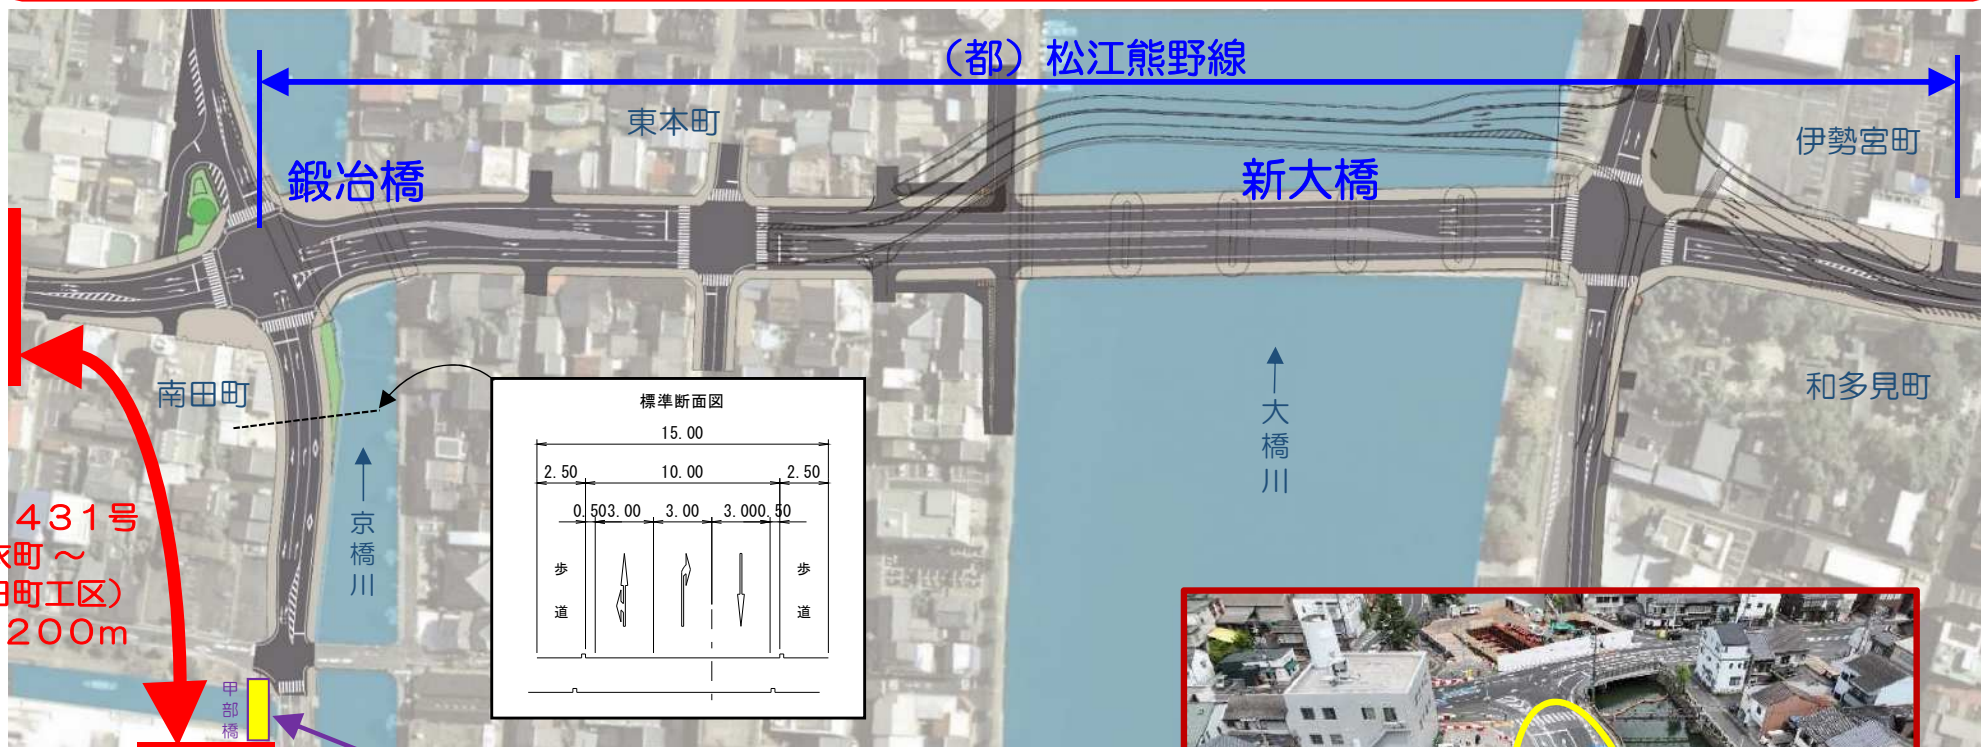 （都）松江熊野線
東本町
伊勢宮町
鍛冶橋
新大橋
南田町
和多見町
標準断面図
15.00
2.50 10.00 2.50
0.50 3.00 3.00 3.00 0.50
歩道
歩道
大橋川
京橋川
431号
町～
町工区）
200m
甲部橋